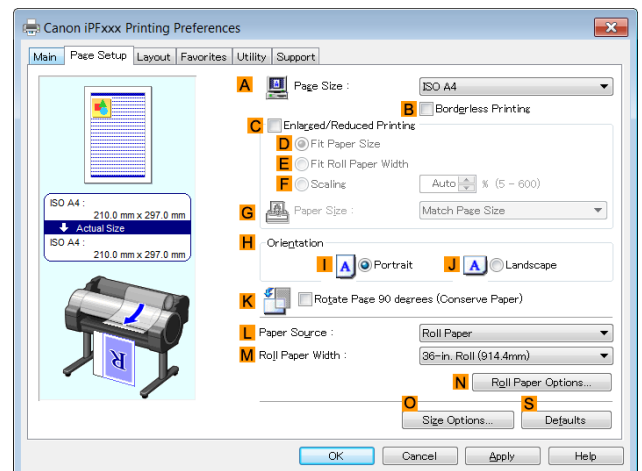 Canon iPFxxx Printing Preferences
Main Page Setup Layout Favorites Utility Support
A Page Size : ISO A4
B Borderless Printing
C Enlarged/Reduced Printing
D Fit Paper Size
E Fit Roll Paper Width
F Scaling Auto % (5 - 600)
G Paper Size : Match Page Size
ISO A4 :
210.0 mm x 297.0 mm
Actual Size
ISO A4 :
210.0 mm x 297.0 mm
H Orientation
I A Portrait J A Landscape
K Rotate Page 90 degrees (Conserve Paper)
L Paper Source : Roll Paper
M Roll Paper Width : 36-in. Roll (914.4mm)
R
N Roll Paper Options...
O S
Size Options... Defaults
OK Cancel Apply Help